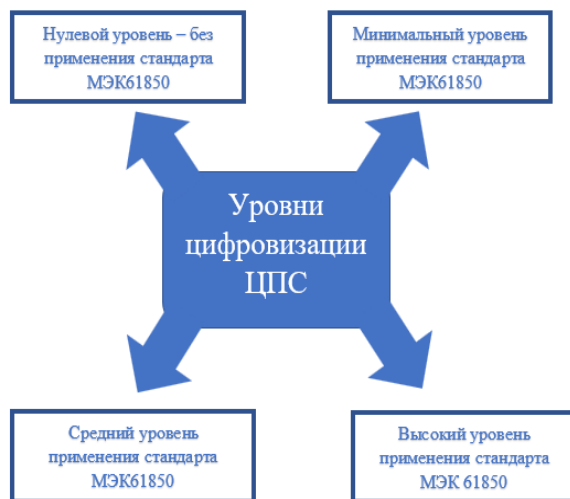 Нулевой уровень – без
применения стандарта
МЭК61850
Минимальный уровень
применения стандарта
МЭК61850
Уровни
цифровизации
ЦПС
Средний уровень
применения стандарта
МЭК61850
Высокий уровень
применения стандарта
МЭК 61850